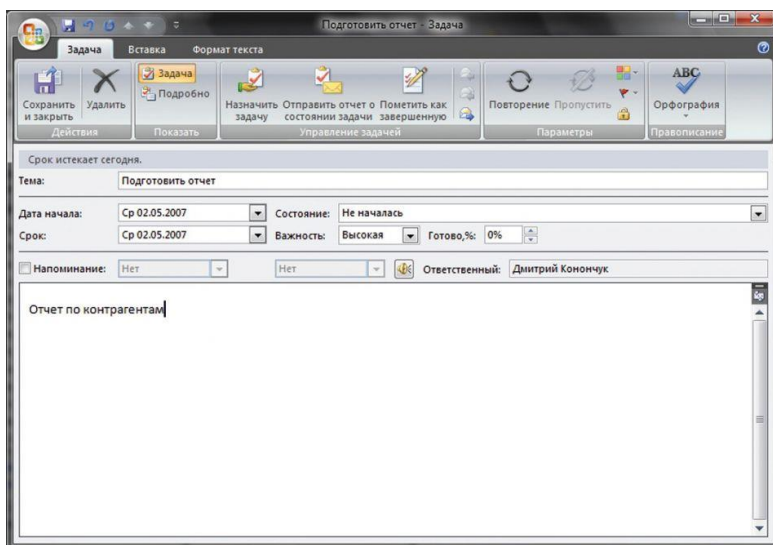 Подготовить отчет - Задача
Задача Вставка Формат текста
Сохранить и закрыть
Удалить
Задача
Подробно
Назначить задачу
Отправить отчет о состоянии задачи
Пометить как завершенную
Повторение
Пропустить
ABC
Орфография
Действия Показать Управление задачей Параметры Правописание
Срок истекает сегодня.
Тема: Подготовить отчет
Дата начала: Ср 02.05.2007 Состояние: Не началась
Срок: Ср 02.05.2007 Важность: Высокая Готово,%: 0%
Напоминание: Нет Нет Ответственный: Дмитрий Конончук
Отчет по контрагентам